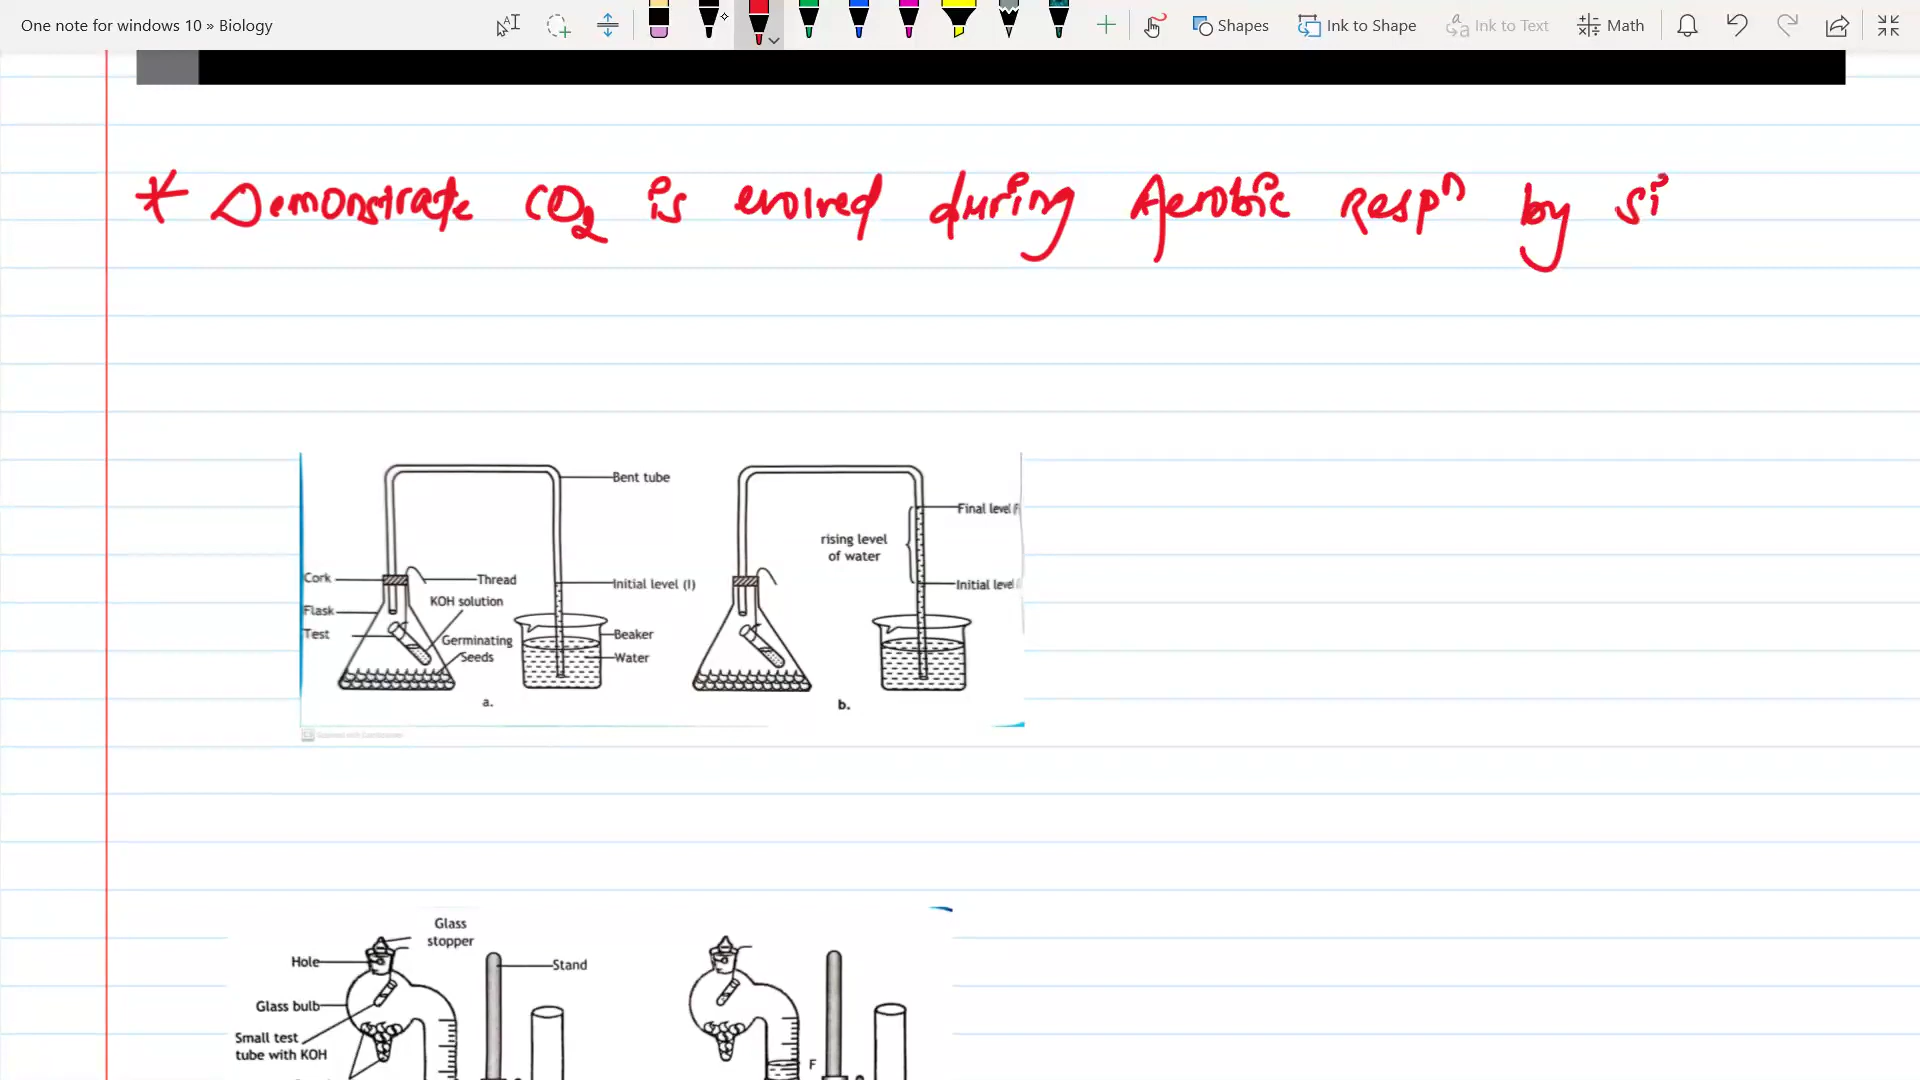 One note for windows 10 » Biology
Shapes
Ink to Shape
Ink to Text
Math
* Demonstrate CO2 is evolved during Aerobic Respⁿ by si
Bent tube
Cork
Thread
Initial level (I)
KOH solution
Flask
Test
Germinating
Seeds
Beaker
Water
a.
Final level
rising level
of water
Initial level
b.
Glass
stopper
Hole
Stand
Glass bulb
Small test
tube with KOH
F